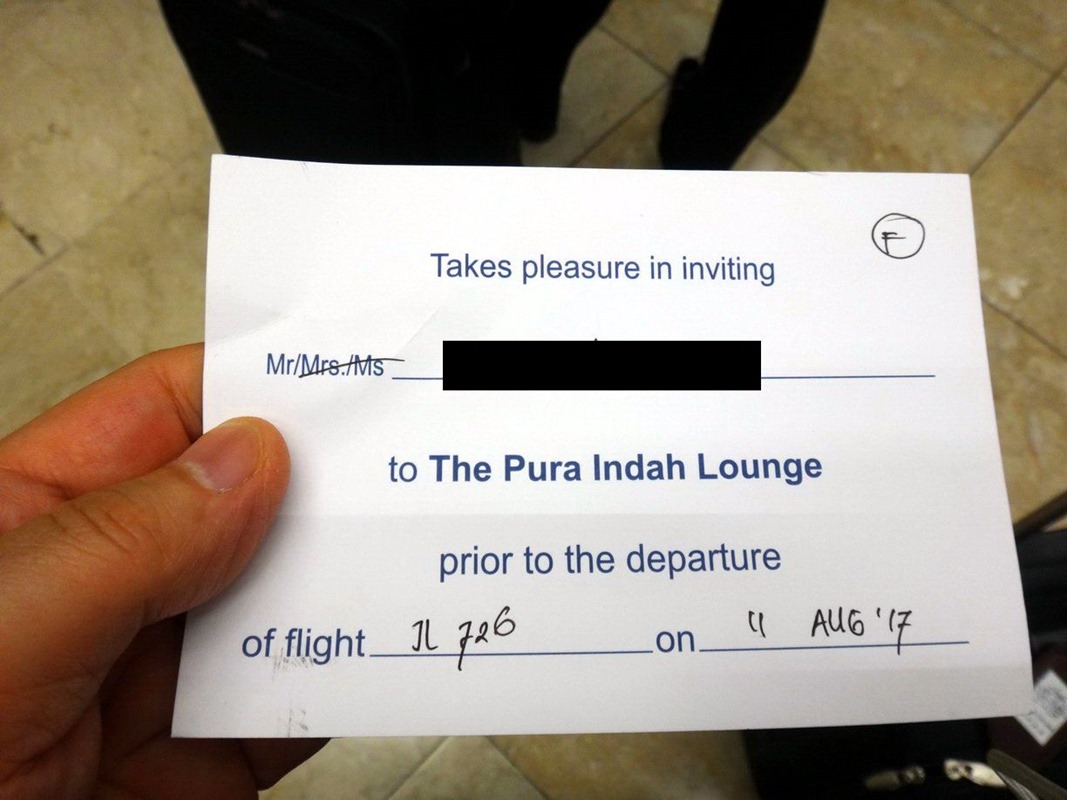 F
Takes pleasure in inviting
Mr/Mrs./Ms
to The Pura Indah Lounge
prior to the departure
of flight JL 726 on 11 AUG '17